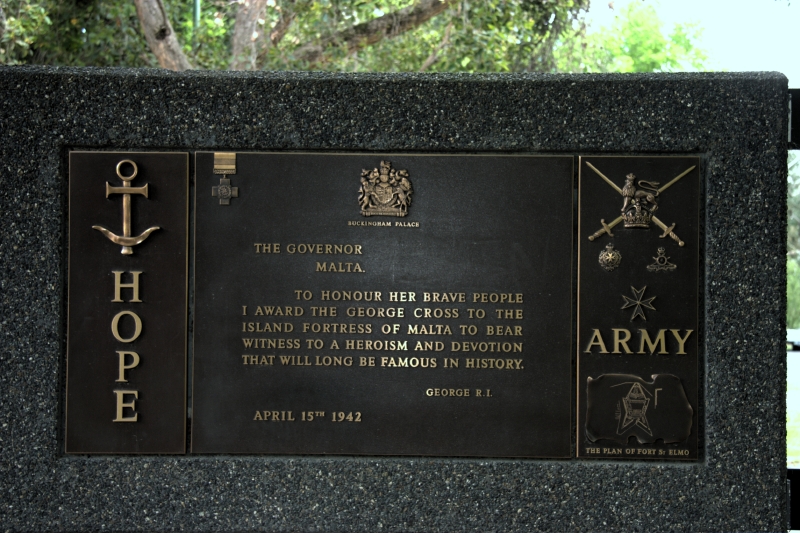 HOPE
BUCKINGHAM PALACE
THE GOVERNOR
MALTA.
TO HONOUR HER BRAVE PEOPLE
I AWARD THE GEORGE CROSS TO THE
ISLAND FORTRESS OF MALTA TO BEAR
WITNESS TO A HEROISM AND DEVOTION
THAT WILL LONG BE FAMOUS IN HISTORY.
GEORGE R.I.
APRIL 15TH 1942
ARMY
THE PLAN OF FORT ST ELMO